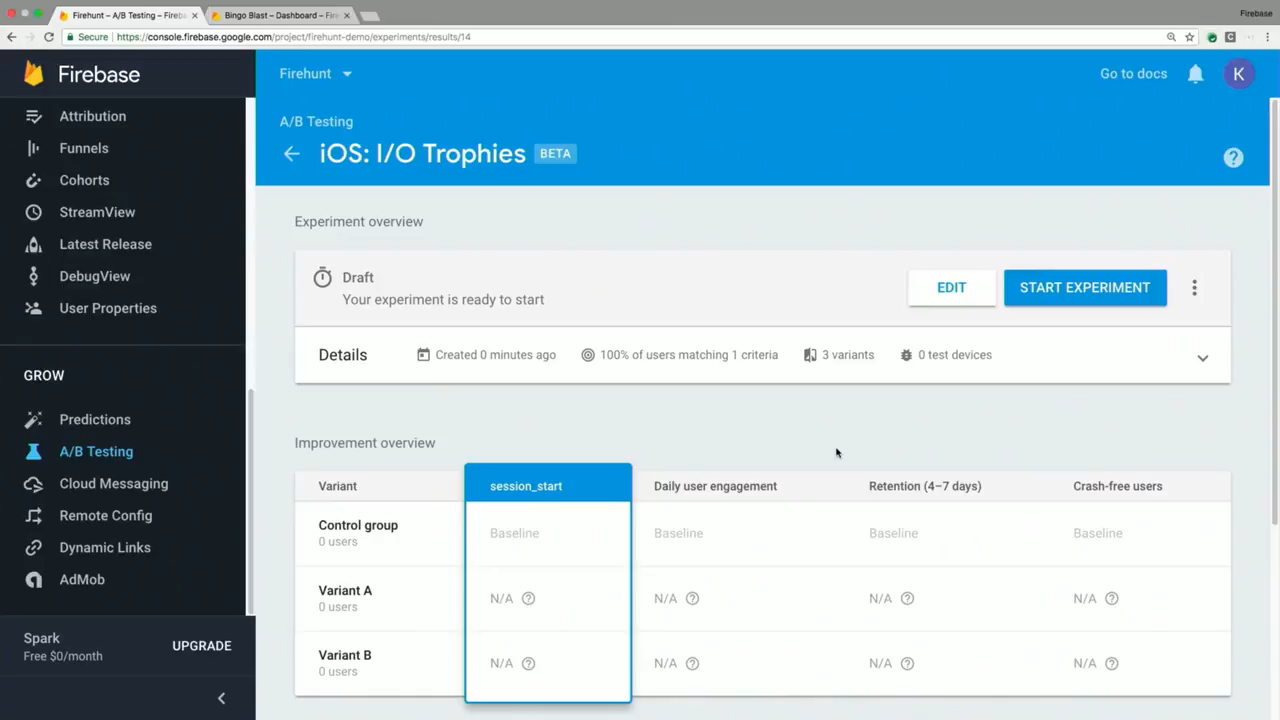 Firehunt – A/B Testing – Fireba
Bingo Blast – Dashboard – Fire
Firebase
Secure
https://console.firebase.google.com/project/firehunt-demo/experiments/results/14
Firebase
Firehunt
Go to docs
K
Attribution
Funnels
Cohorts
StreamView
Latest Release
DebugView
User Properties
GROW
Predictions
A/B Testing
Cloud Messaging
Remote Config
Dynamic Links
AdMob
Spark
Free $0/month
UPGRADE
A/B Testing
iOS: I/O Trophies BETA
Experiment overview
Draft
Your experiment is ready to start
EDIT
START EXPERIMENT
Details
Created 0 minutes ago
100% of users matching 1 criteria
3 variants
0 test devices
Improvement overview
Variant session_start Daily user engagement Retention (4–7 days) Crash-free users
Control group
0 users
Baseline Baseline Baseline Baseline
Variant A
0 users
N/A N/A N/A N/A
Variant B
0 users
N/A N/A N/A N/A